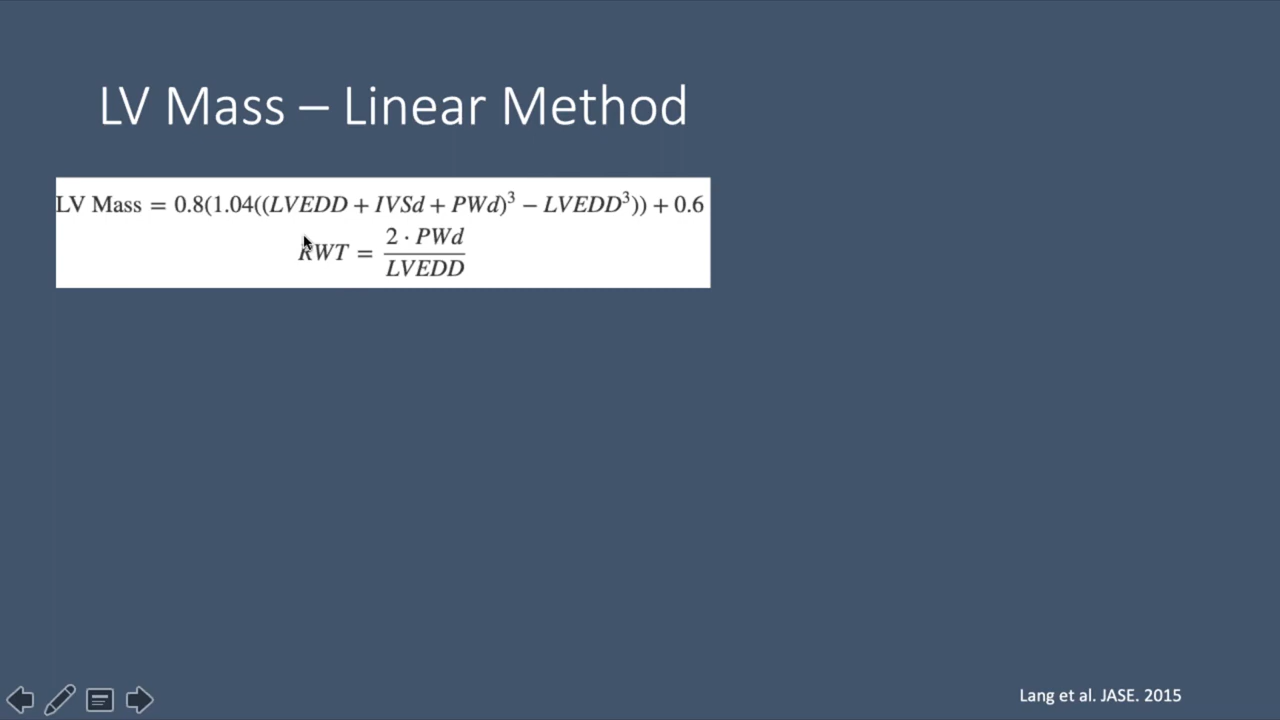 LV Mass – Linear Method
LV Mass = 0.8(1.04((LVEDD + IVSd + PWd)³ − LVEDD³)) + 0.6
RWT = 2 · PWd / LVEDD
Lang et al. JASE. 2015